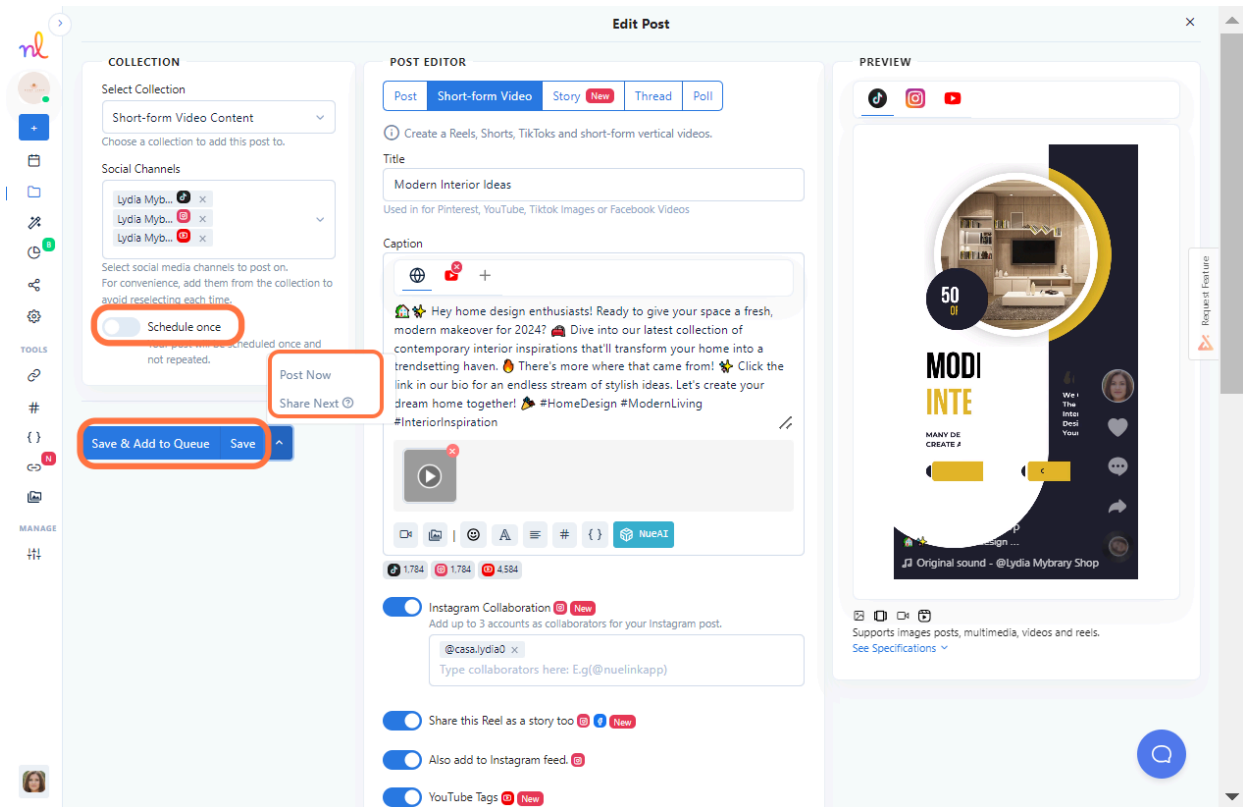 Edit Post
nl
+
B
TOOLS
#
{ }
N
MANAGE
COLLECTION
Select Collection
Short-form Video Content
Choose a collection to add this post to.
Social Channels
Lydia Myb...
Lydia Myb...
Lydia Myb...
Select social media channels to post on.
For convenience, add them from the collection to
avoid reselecting each time.
Schedule once
Your post will be scheduled once and
not repeated.
Post Now
Share Next
Save & Add to Queue Save
POST EDITOR
Post Short-form Video Story New Thread Poll
Create a Reels, Shorts, TikToks and short-form vertical videos.
Title
Modern Interior Ideas
Used in for Pinterest, YouTube, Tiktok Images or Facebook Videos
Caption
🏡✨ Hey home design enthusiasts! Ready to give your space a fresh,
modern makeover for 2024? 🛋️ Dive into our latest collection of
contemporary interior inspirations that'll transform your home into a
trendsetting haven. 🔥 There's more where that came from! ✨ Click the
link in our bio for an endless stream of stylish ideas. Let's create your
dream home together! 🎉 #HomeDesign #ModernLiving
#InteriorInspiration
# { } NueAI
1,784 1,784 4,584
Instagram Collaboration New
Add up to 3 accounts as collaborators for your Instagram post.
@casa.lydia0 ×
Type collaborators here: E.g(@nuelinkapp)
Share this Reel as a story too New
Also add to Instagram feed.
YouTube Tags New
PREVIEW
50
MODI
INTE
MANY DE
CREATE A
We
The
Inter
Desi
Your
Original sound - @Lydia Mybrary Shop
Supports images posts, multimedia, videos and reels.
See Specifications
Request Feature